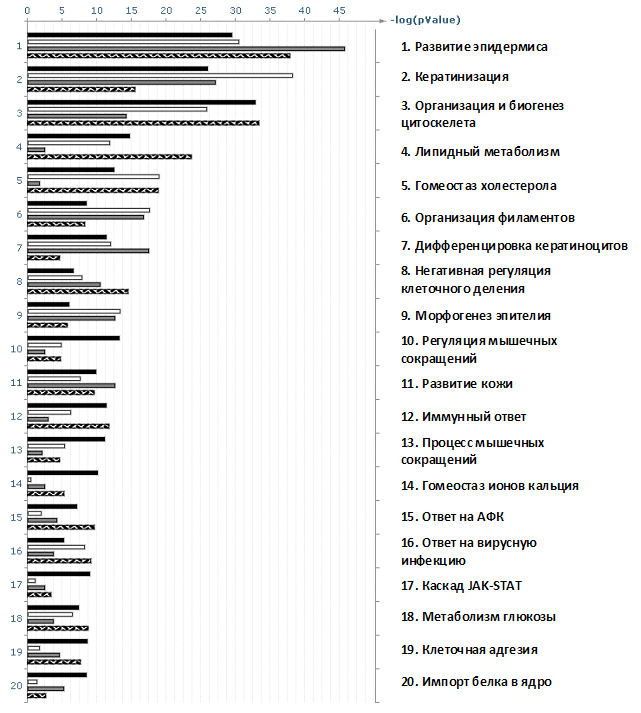 0 5 10 15 20 25 30 35 40 45
-log(pValue)
1
2
3
4
5
6
7
8
9
10
11
12
13
14
15
16
17
18
19
20
1. Развитие эпидермиса
2. Кератинизация
3. Организация и биогенез
цитоскелета
4. Липидный метаболизм
5. Гомеостаз холестерола
6. Организация филаментов
7. Дифференцировка кератиноцитов
8. Негативная регуляция
клеточного деления
9. Морфогенез эпителия
10. Регуляция мышечных
сокращений
11. Развитие кожи
12. Иммунный ответ
13. Процесс мышечных
сокращений
14. Гомеостаз ионов кальция
15. Ответ на АФК
16. Ответ на вирусную
инфекцию
17. Каскад JAK-STAT
18. Метаболизм глюкозы
19. Клеточная адгезия
20. Импорт белка в ядро